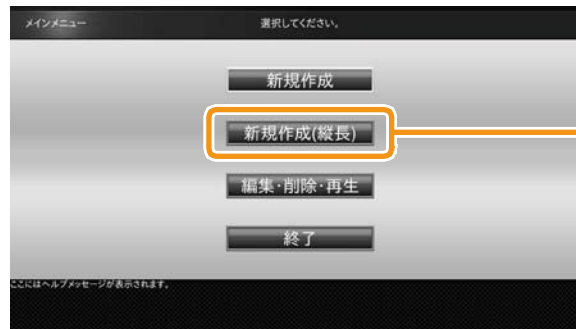 メインメニュー
選択してください。
新規作成
新規作成(縦長)
編集・削除・再生
終了
ここにはヘルプメッセージが表示されます。